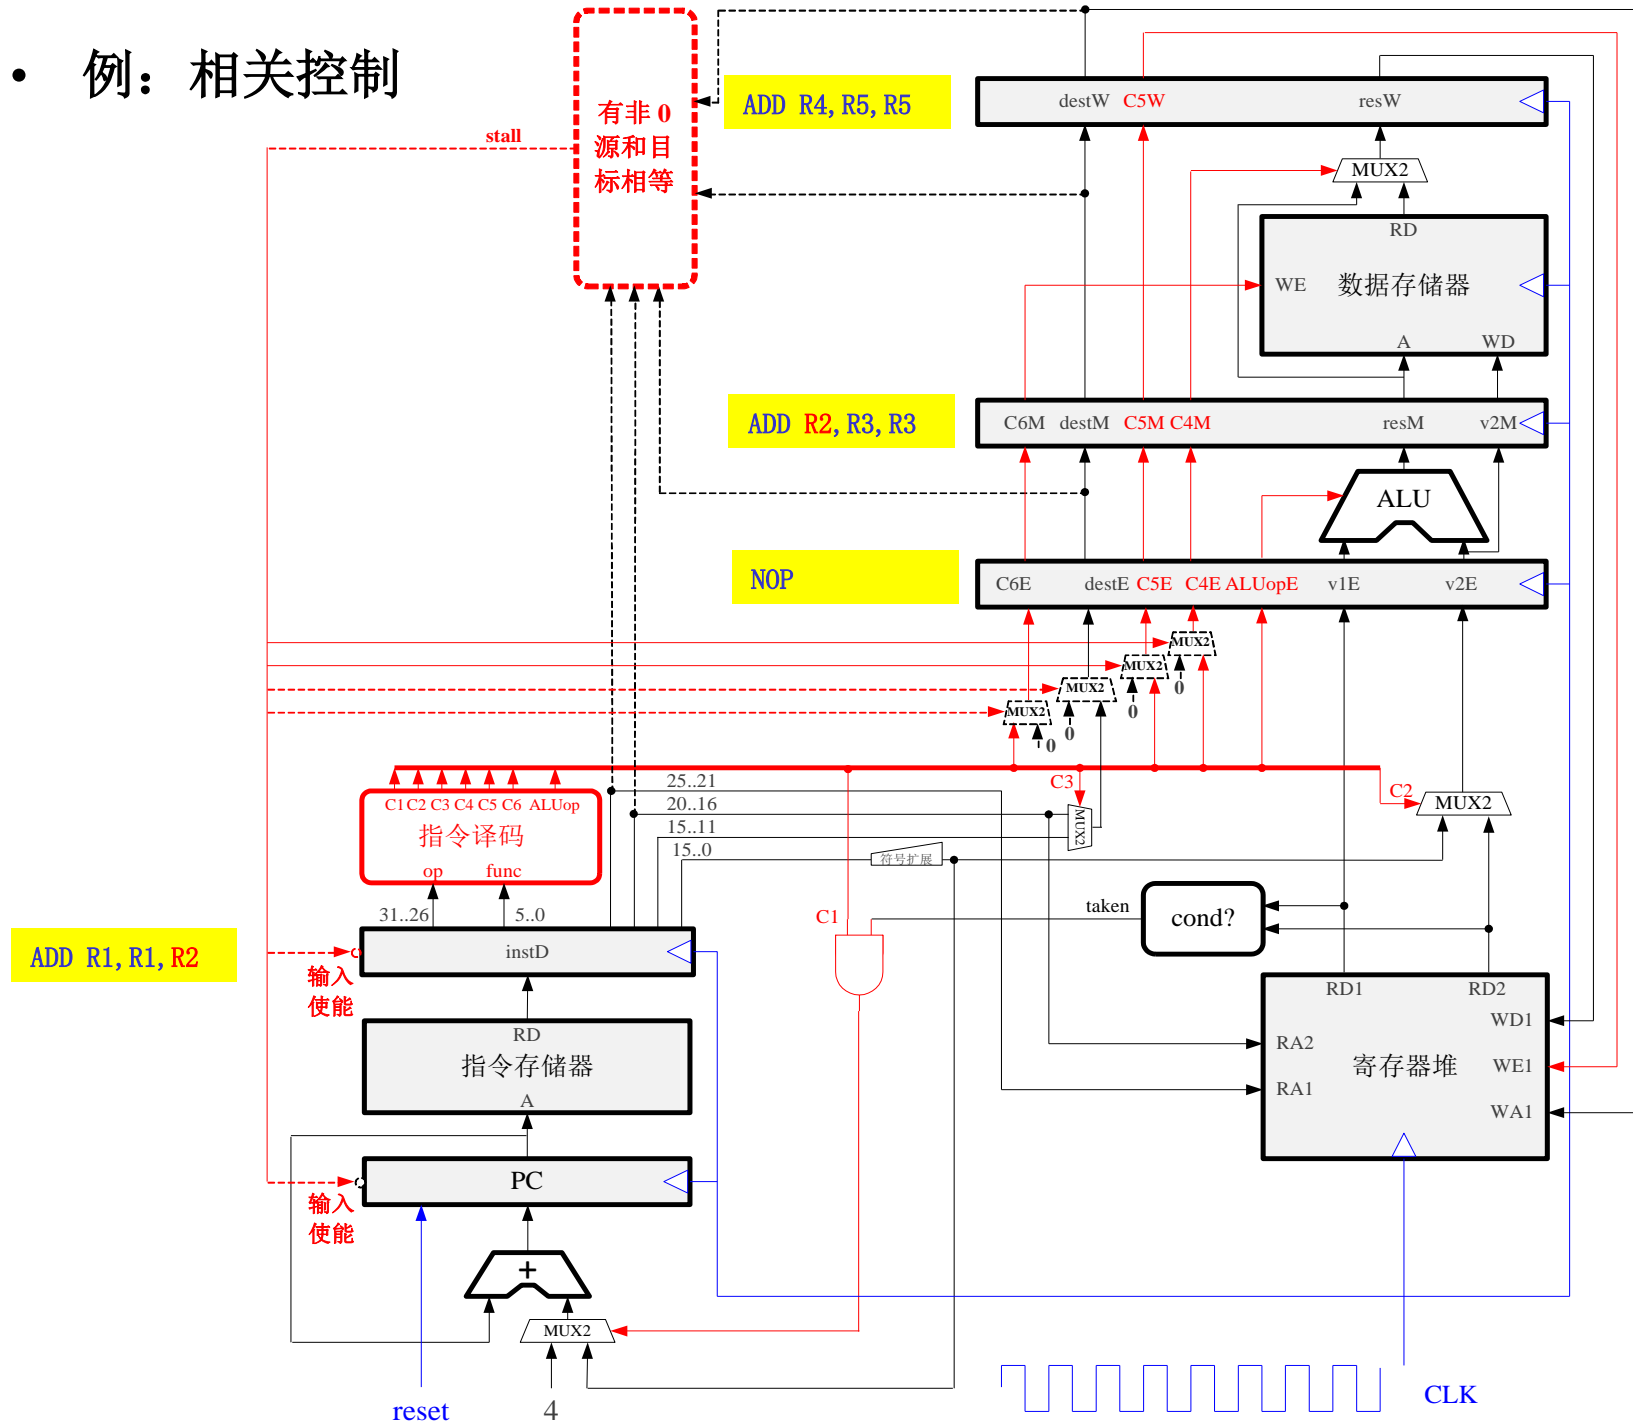 • 例：相关控制
有非 0
源和目
标相等
stall
ADD R4,R5,R5
destW C5W resW
MUX2
RD
WE 数据存储器
A WD
ADD R2,R3,R3
C6M destM C5M C4M resM v2M
ALU
NOP
C6E destE C5E C4E ALUopE v1E v2E
MUX2
0
MUX2
0
MUX2
0
MUX2
0
C1 C2 C3 C4 C5 C6 ALUop
指令译码
op func
31..26 5..0
25..21
20..16
15..11
15..0
C3
MUX2
符号扩展
C2
MUX2
C1
taken
cond?
ADD R1,R1,R2
instD
输入
使能
RD
指令存储器
A
RD1 RD2
WD1
RA2
寄存器堆
WE1
RA1
WA1
PC
输入
使能
+
MUX2
reset
4
CLK